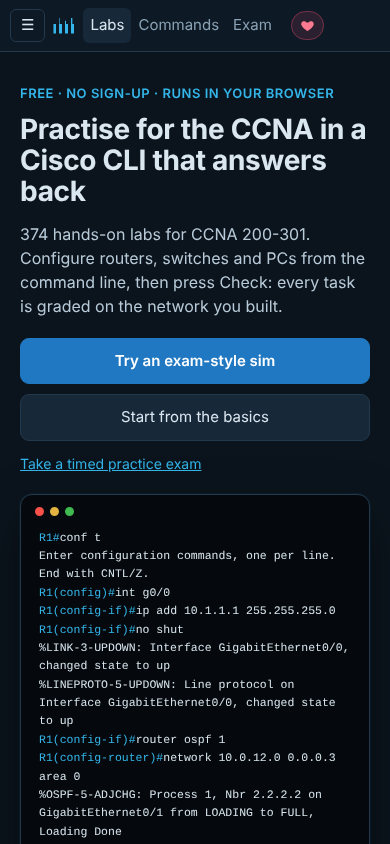 ☰ Labs Commands Exam
FREE · NO SIGN-UP · RUNS IN YOUR BROWSER
Practise for the CCNA in a
Cisco CLI that answers
back
374 hands-on labs for CCNA 200-301.
Configure routers, switches and PCs from the
command line, then press Check: every task
is graded on the network you built.
Try an exam-style sim
Start from the basics
Take a timed practice exam
R1#conf t
Enter configuration commands, one per line.
End with CNTL/Z.
R1(config)#int g0/0
R1(config-if)#ip add 10.1.1.1 255.255.255.0
R1(config-if)#no shut
%LINK-3-UPDOWN: Interface GigabitEthernet0/0,
changed state to up
%LINEPROTO-5-UPDOWN: Line protocol on
Interface GigabitEthernet0/0, changed state
to up
R1(config-if)#router ospf 1
R1(config-router)#network 10.0.12.0 0.0.0.3
area 0
%OSPF-5-ADJCHG: Process 1, Nbr 2.2.2.2 on
GigabitEthernet0/1 from LOADING to FULL,
Loading Done